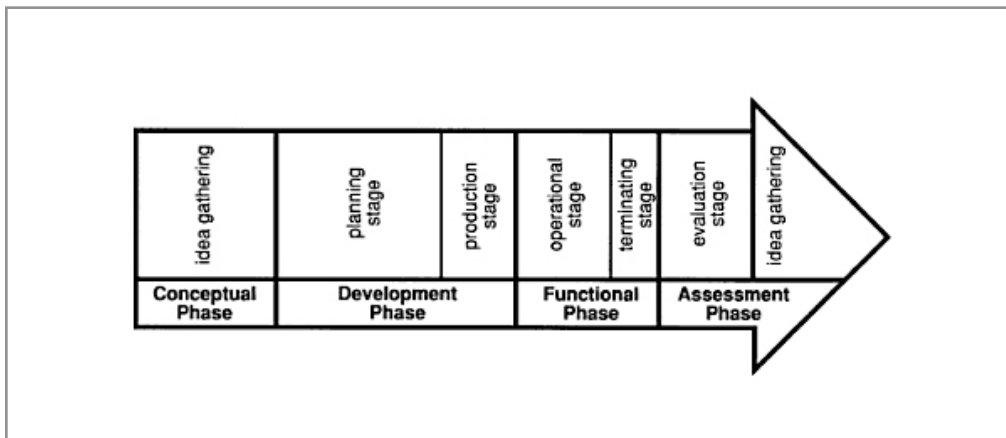 idea gathering
planning
stage
production
stage
operational
stage
terminating
stage
evaluation
stage
idea gathering
Conceptual
Phase
Development
Phase
Functional
Phase
Assessment
Phase